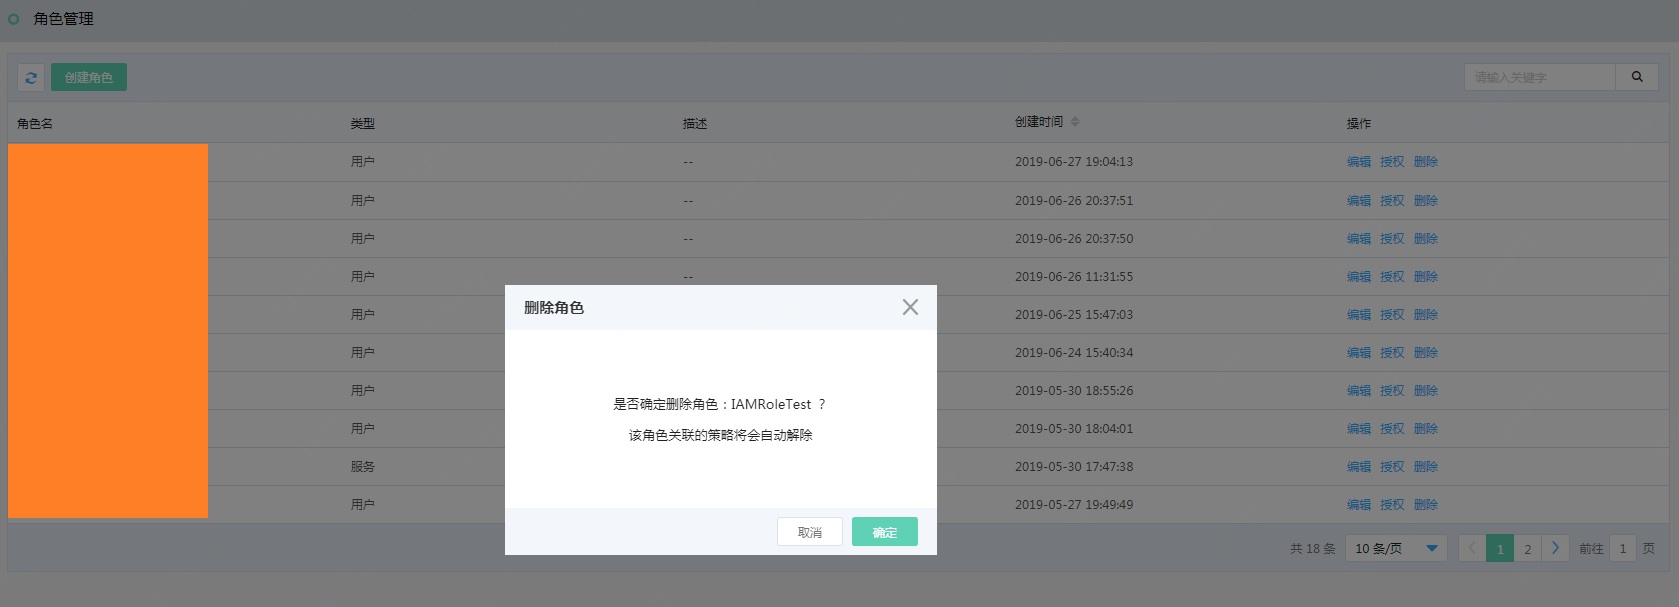 角色管理
创建角色
请输入关键字
角色名 类型 描述 创建时间 操作
用户 -- 2019-06-27 19:04:13 编辑 授权 删除
用户 -- 2019-06-26 20:37:51 编辑 授权 删除
用户 -- 2019-06-26 20:37:50 编辑 授权 删除
用户 -- 2019-06-26 11:31:55 编辑 授权 删除
用户 2019-06-25 15:47:03 编辑 授权 删除
用户 2019-06-24 15:40:34 编辑 授权 删除
用户 2019-05-30 18:55:26 编辑 授权 删除
用户 2019-05-30 18:04:01 编辑 授权 删除
服务 2019-05-30 17:47:38 编辑 授权 删除
用户 2019-05-27 19:49:49 编辑 授权 删除
删除角色
是否确定删除角色：IAMRoleTest ？
该角色关联的策略将会自动解除
取消 确定
共 18 条 10 条/页 1 2 前往 1 页